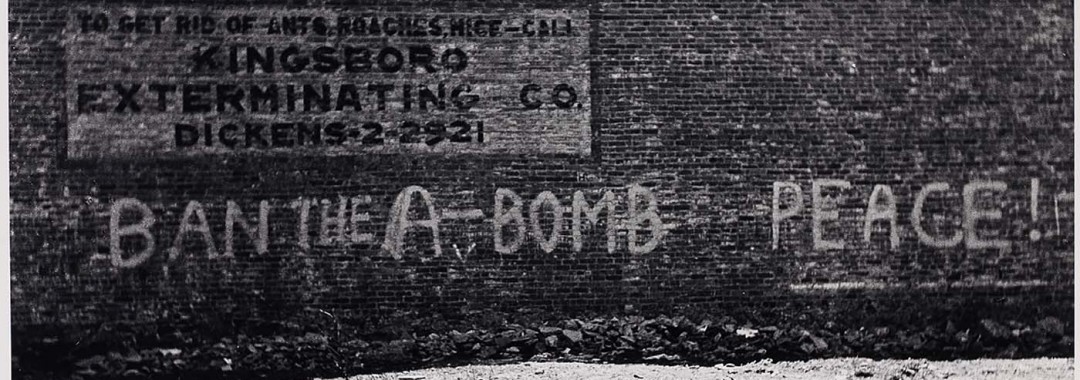 TO GET RID OF ANTS, ROACHES, MICE-CALL
KINGSBORO
EXTERMINATING CO.
DICKENS-2-2921
BAN THE A-BOMB PEACE!